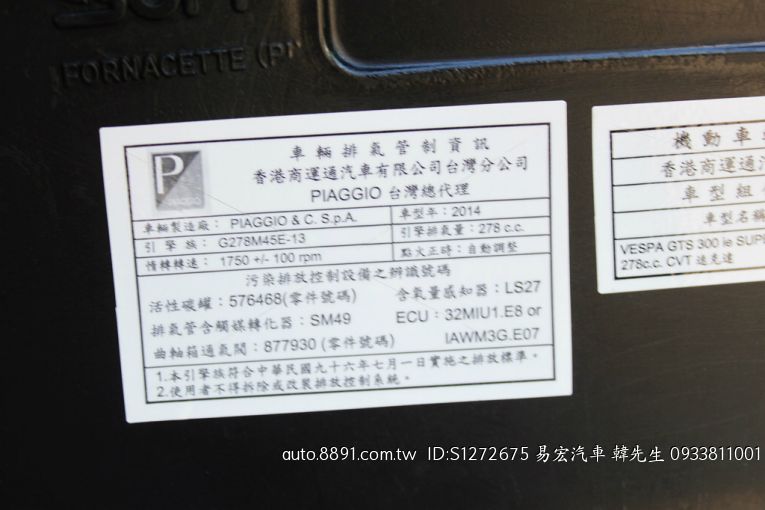 FORNACETTE (PI
P
PIAGGIO
車輛排氣管制資訊
香港商運通汽車有限公司台灣分公司
PIAGGIO 台灣總代理
車輛製造廠： PIAGGIO & C. S.p.A.
車型年：2014
引擎族： G278M45E-13
引擎排氣量：278 c.c.
惰轉轉速： 1750 +/- 100 rpm
點火正時：自動調整
污染排放控制設備之辨識號碼
活性碳罐：576468(零件號碼)
含氧量感知器：LS27
排氣管含觸媒轉化器：SM49
ECU：32MIU1.E8 or
IAWM3G.E07
曲軸箱通氣閥：877930 (零件號碼)
1.本引擎族符合中華民國九十六年七月一日實施之排放標準。
2.使用者不得拆除或改裝排放控制系統。
機動車
香港商運通汽
車型組
車型名稱
VESPA GTS 300 ie SUPE
278c.c. CVT 速克達
auto.8891.com.tw ID:S1272675 易宏汽車 韓先生 0933811001